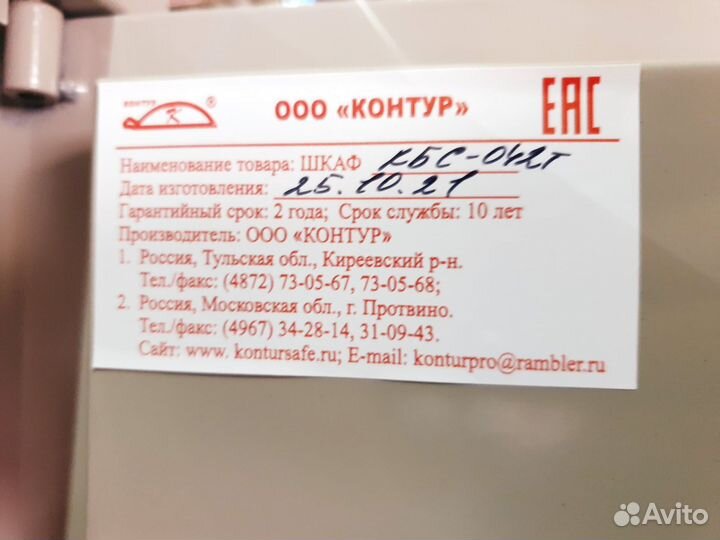 КОНТУР ®
ООО «КОНТУР»
EAC
Наименование товара: ШКАФ КБС-042т
Дата изготовления: 25.10.21
Гарантийный срок: 2 года; Срок службы: 10 лет
Производитель: ООО «КОНТУР»
1. Россия, Тульская обл., Киреевский р-н.
Тел./факс: (4872) 73-05-67, 73-05-68;
2. Россия, Московская обл., г. Протвино.
Тел./факс: (4967) 34-28-14, 31-09-43.
Сайт: www. kontursafe.ru; E-mail: konturpro@rambler.ru
Avito